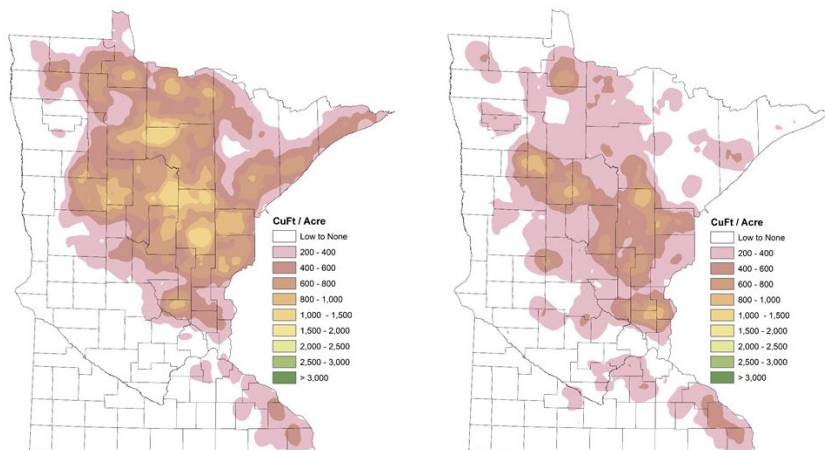 CuFt / Acre
Low to None
200 - 400
400 - 600
600 - 800
800 - 1,000
1,000 - 1,500
1,500 - 2,000
2,000 - 2,500
2,500 - 3,000
> 3,000
CuFt / Acre
Low to None
200 - 400
400 - 600
600 - 800
800 - 1,000
1,000 - 1,500
1,500 - 2,000
2,000 - 2,500
2,500 - 3,000
> 3,000